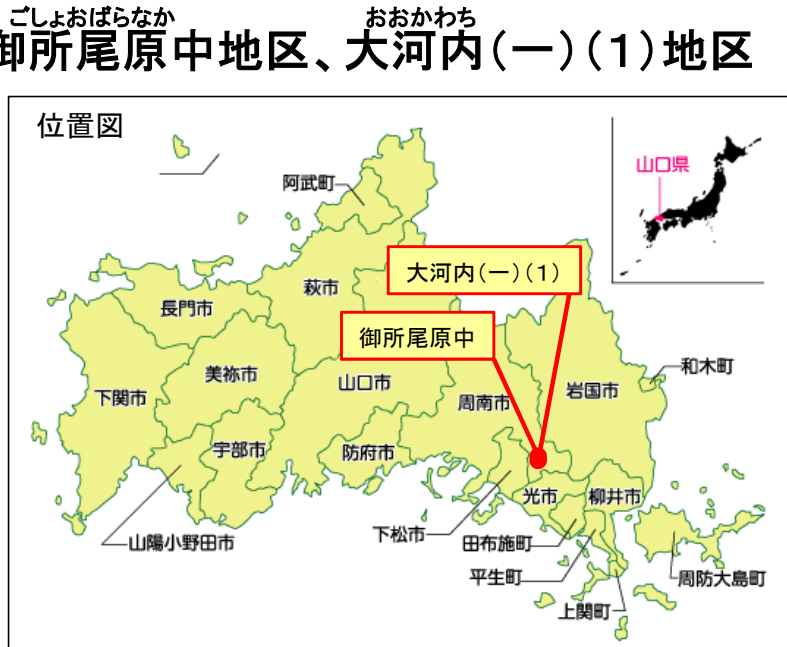 ごしょおばらなか おおかわち
御所尾原中地区、大河内(一)(1)地区
位置図
山口県
阿武町
大河内(一)(1)
萩市
長門市
御所尾原中
和木町
美祢市
山口市
岩国市
下関市
周南市
宇部市
防府市
光市
柳井市
下松市
田布施町
山陽小野田市
平生町
周防大島町
上関町